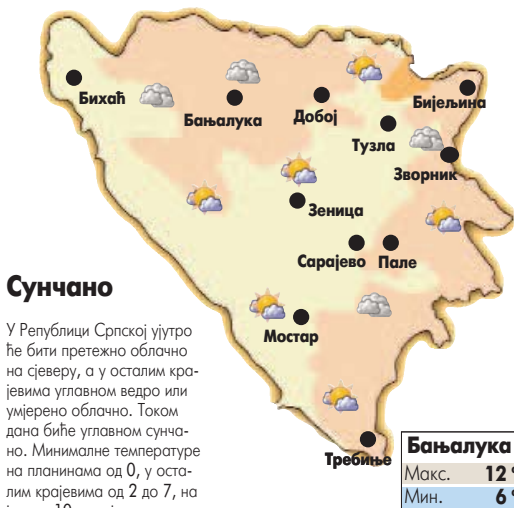 Бихаћ
Бањалука
Добој
Бијељина
Тузла
Зворник
Зеница
Сарајево
Пале
Мостар
Требиње
Сунчано
У Републици Српској ујутро
ће бити претежно облачно
на сјеверу, а у осталим кра-
јевима углавном ведро или
умјерено облачно. Током
дана биће углавном сунча-
но. Минималне температуре
на планинама од 0, у оста-
лим крајевима од 2 до 7, на
Бањалука
Макс. 12°
Мин. 6°